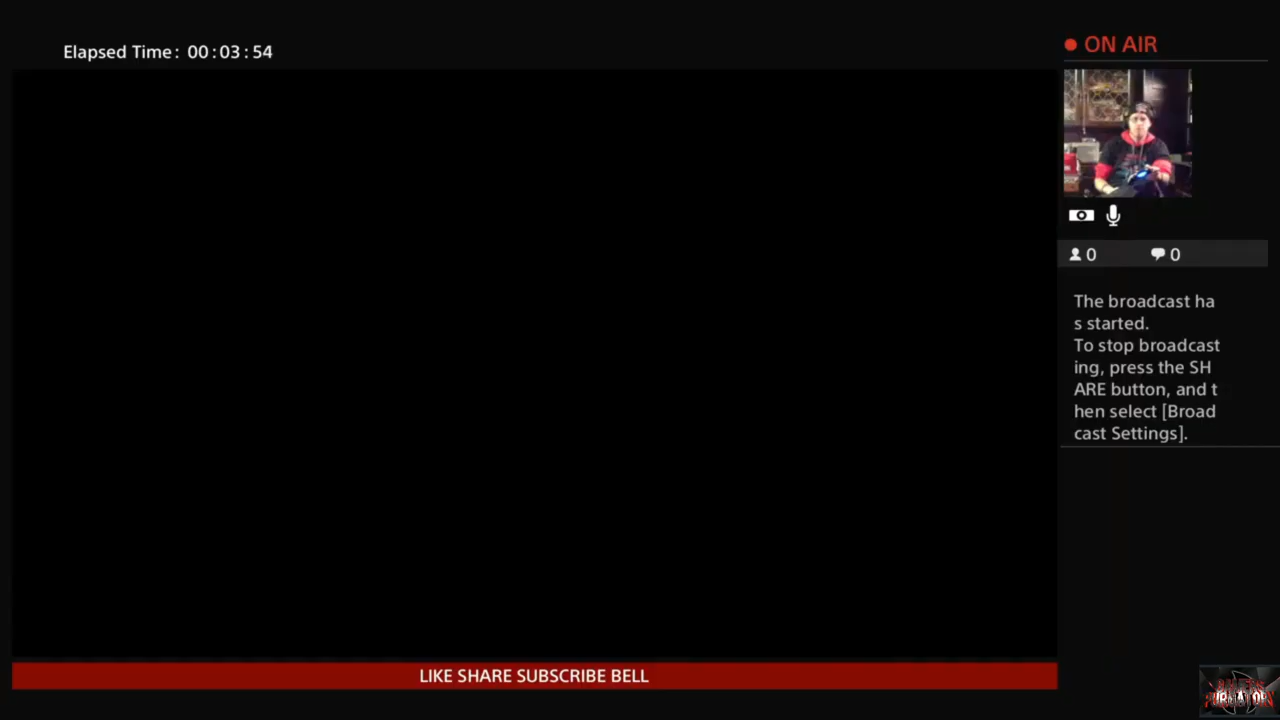 Elapsed Time: 00:03:54
ON AIR
0 0
The broadcast ha
s started.
To stop broadcast
ing, press the SH
ARE button, and t
hen select [Broad
cast Settings].
LIKE SHARE SUBSCRIBE BELL